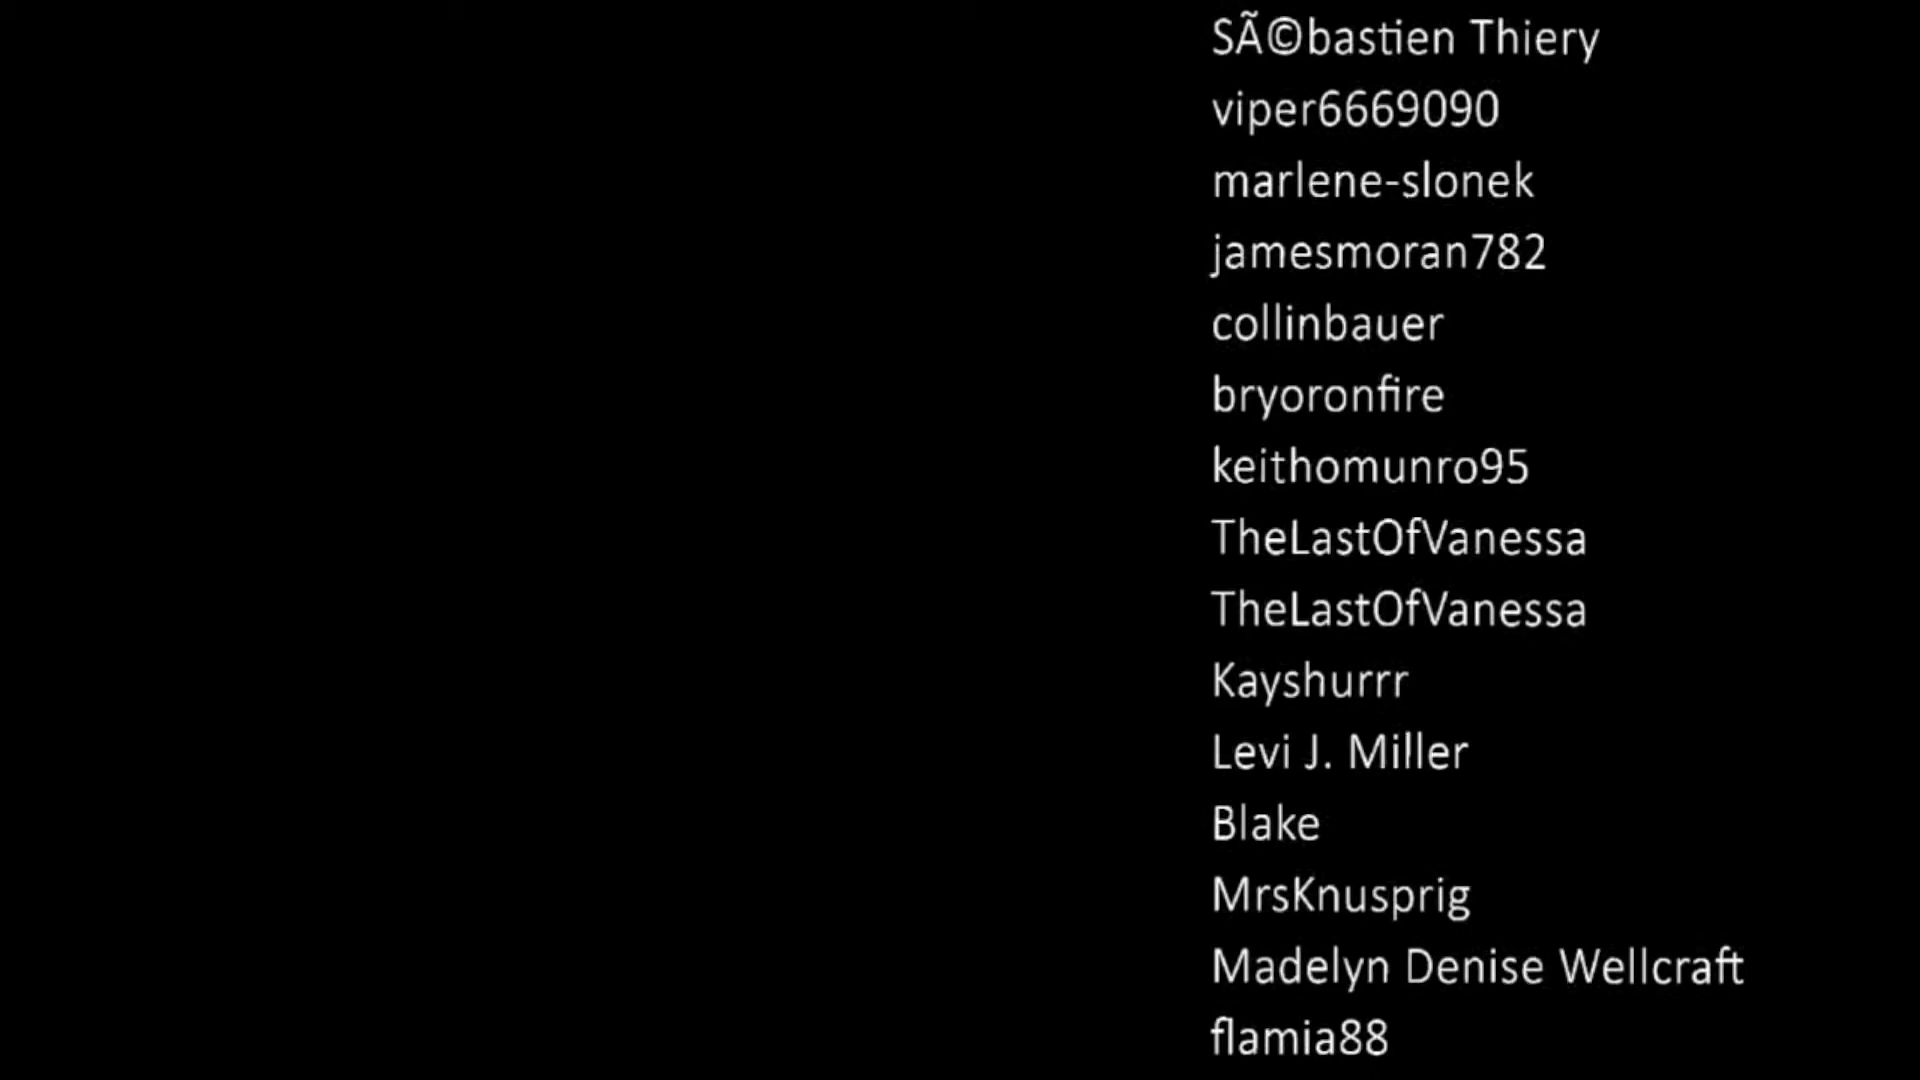 SÃ©bastien Thiery
viper6669090
marlene-slonek
jamesmoran782
collinbauer
bryoronfire
keithomunro95
TheLastOfVanessa
TheLastOfVanessa
Kayshurrr
Levi J. Miller
Blake
MrsKnusprig
Madelyn Denise Wellcraft
flamia88